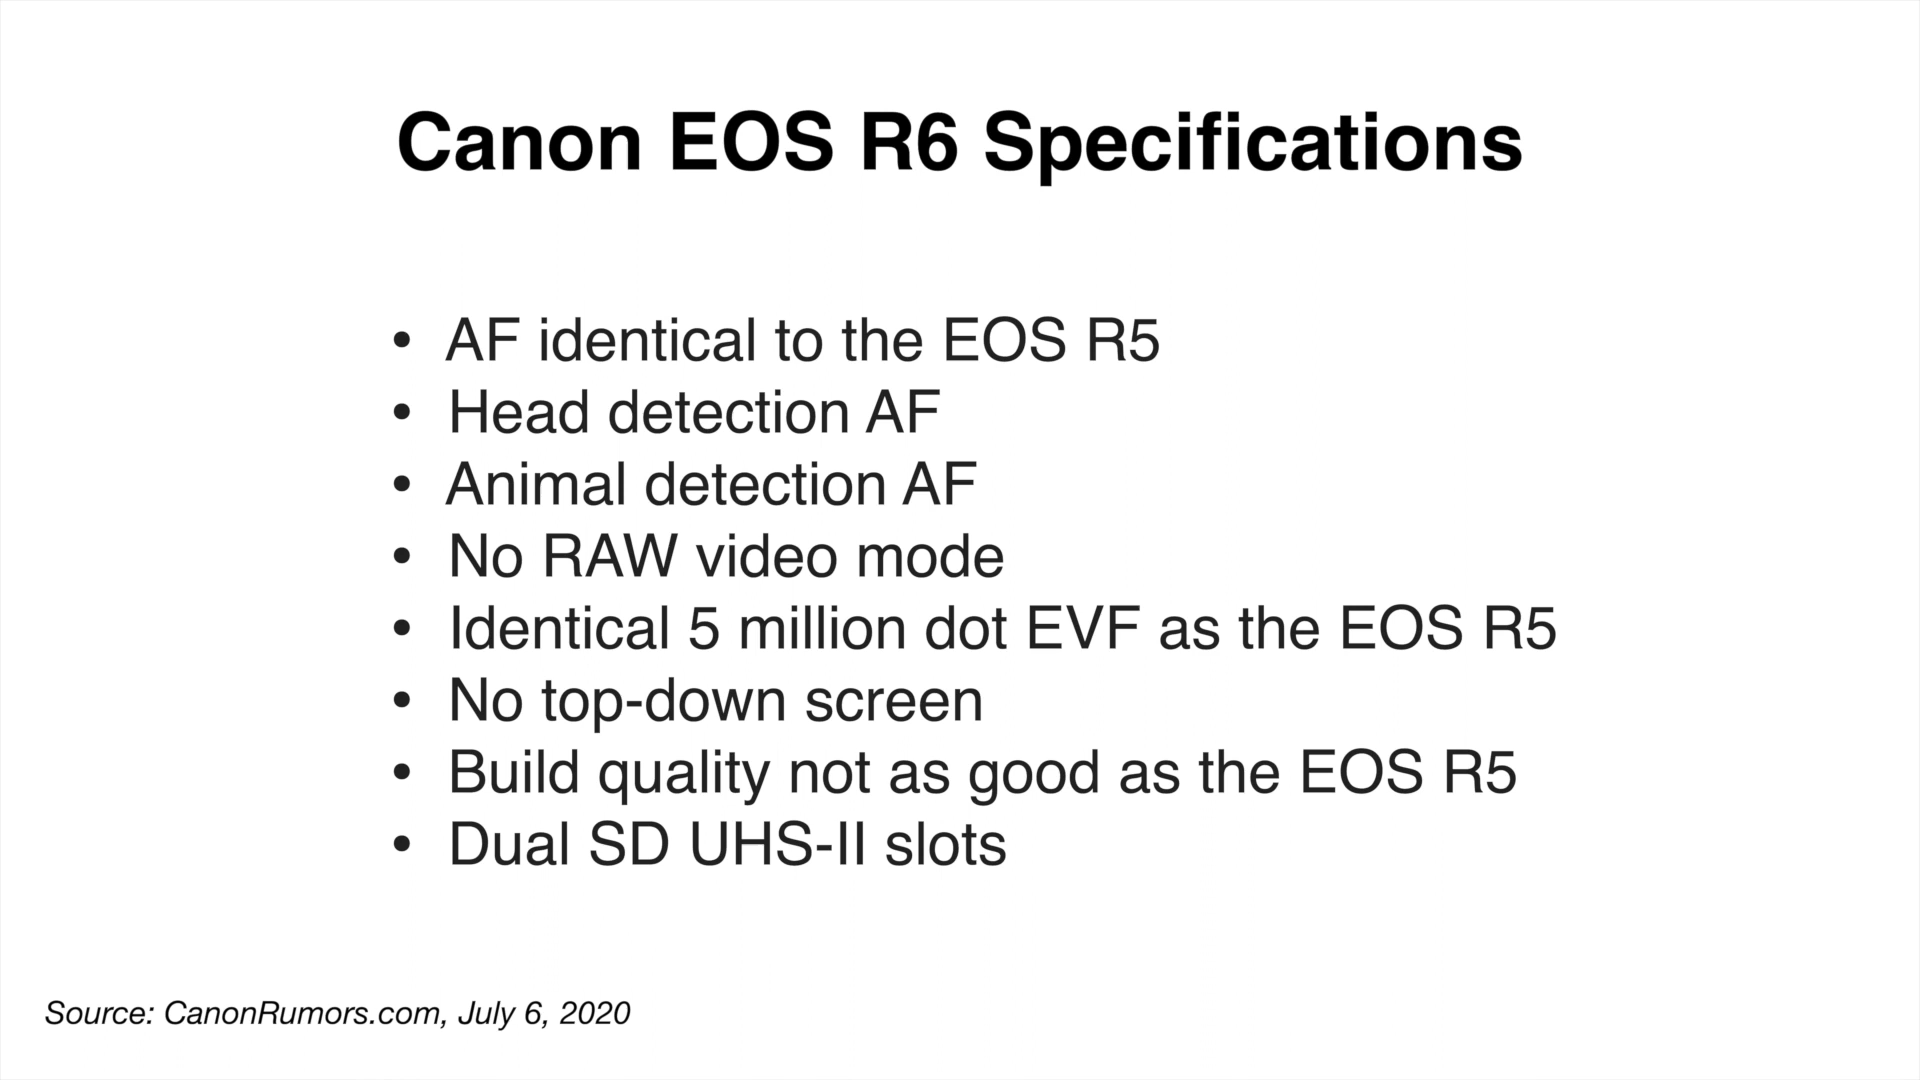 Canon EOS R6 Specifications
• AF identical to the EOS R5
• Head detection AF
• Animal detection AF
• No RAW video mode
• Identical 5 million dot EVF as the EOS R5
• No top-down screen
• Build quality not as good as the EOS R5
• Dual SD UHS-II slots
Source: CanonRumors.com, July 6, 2020